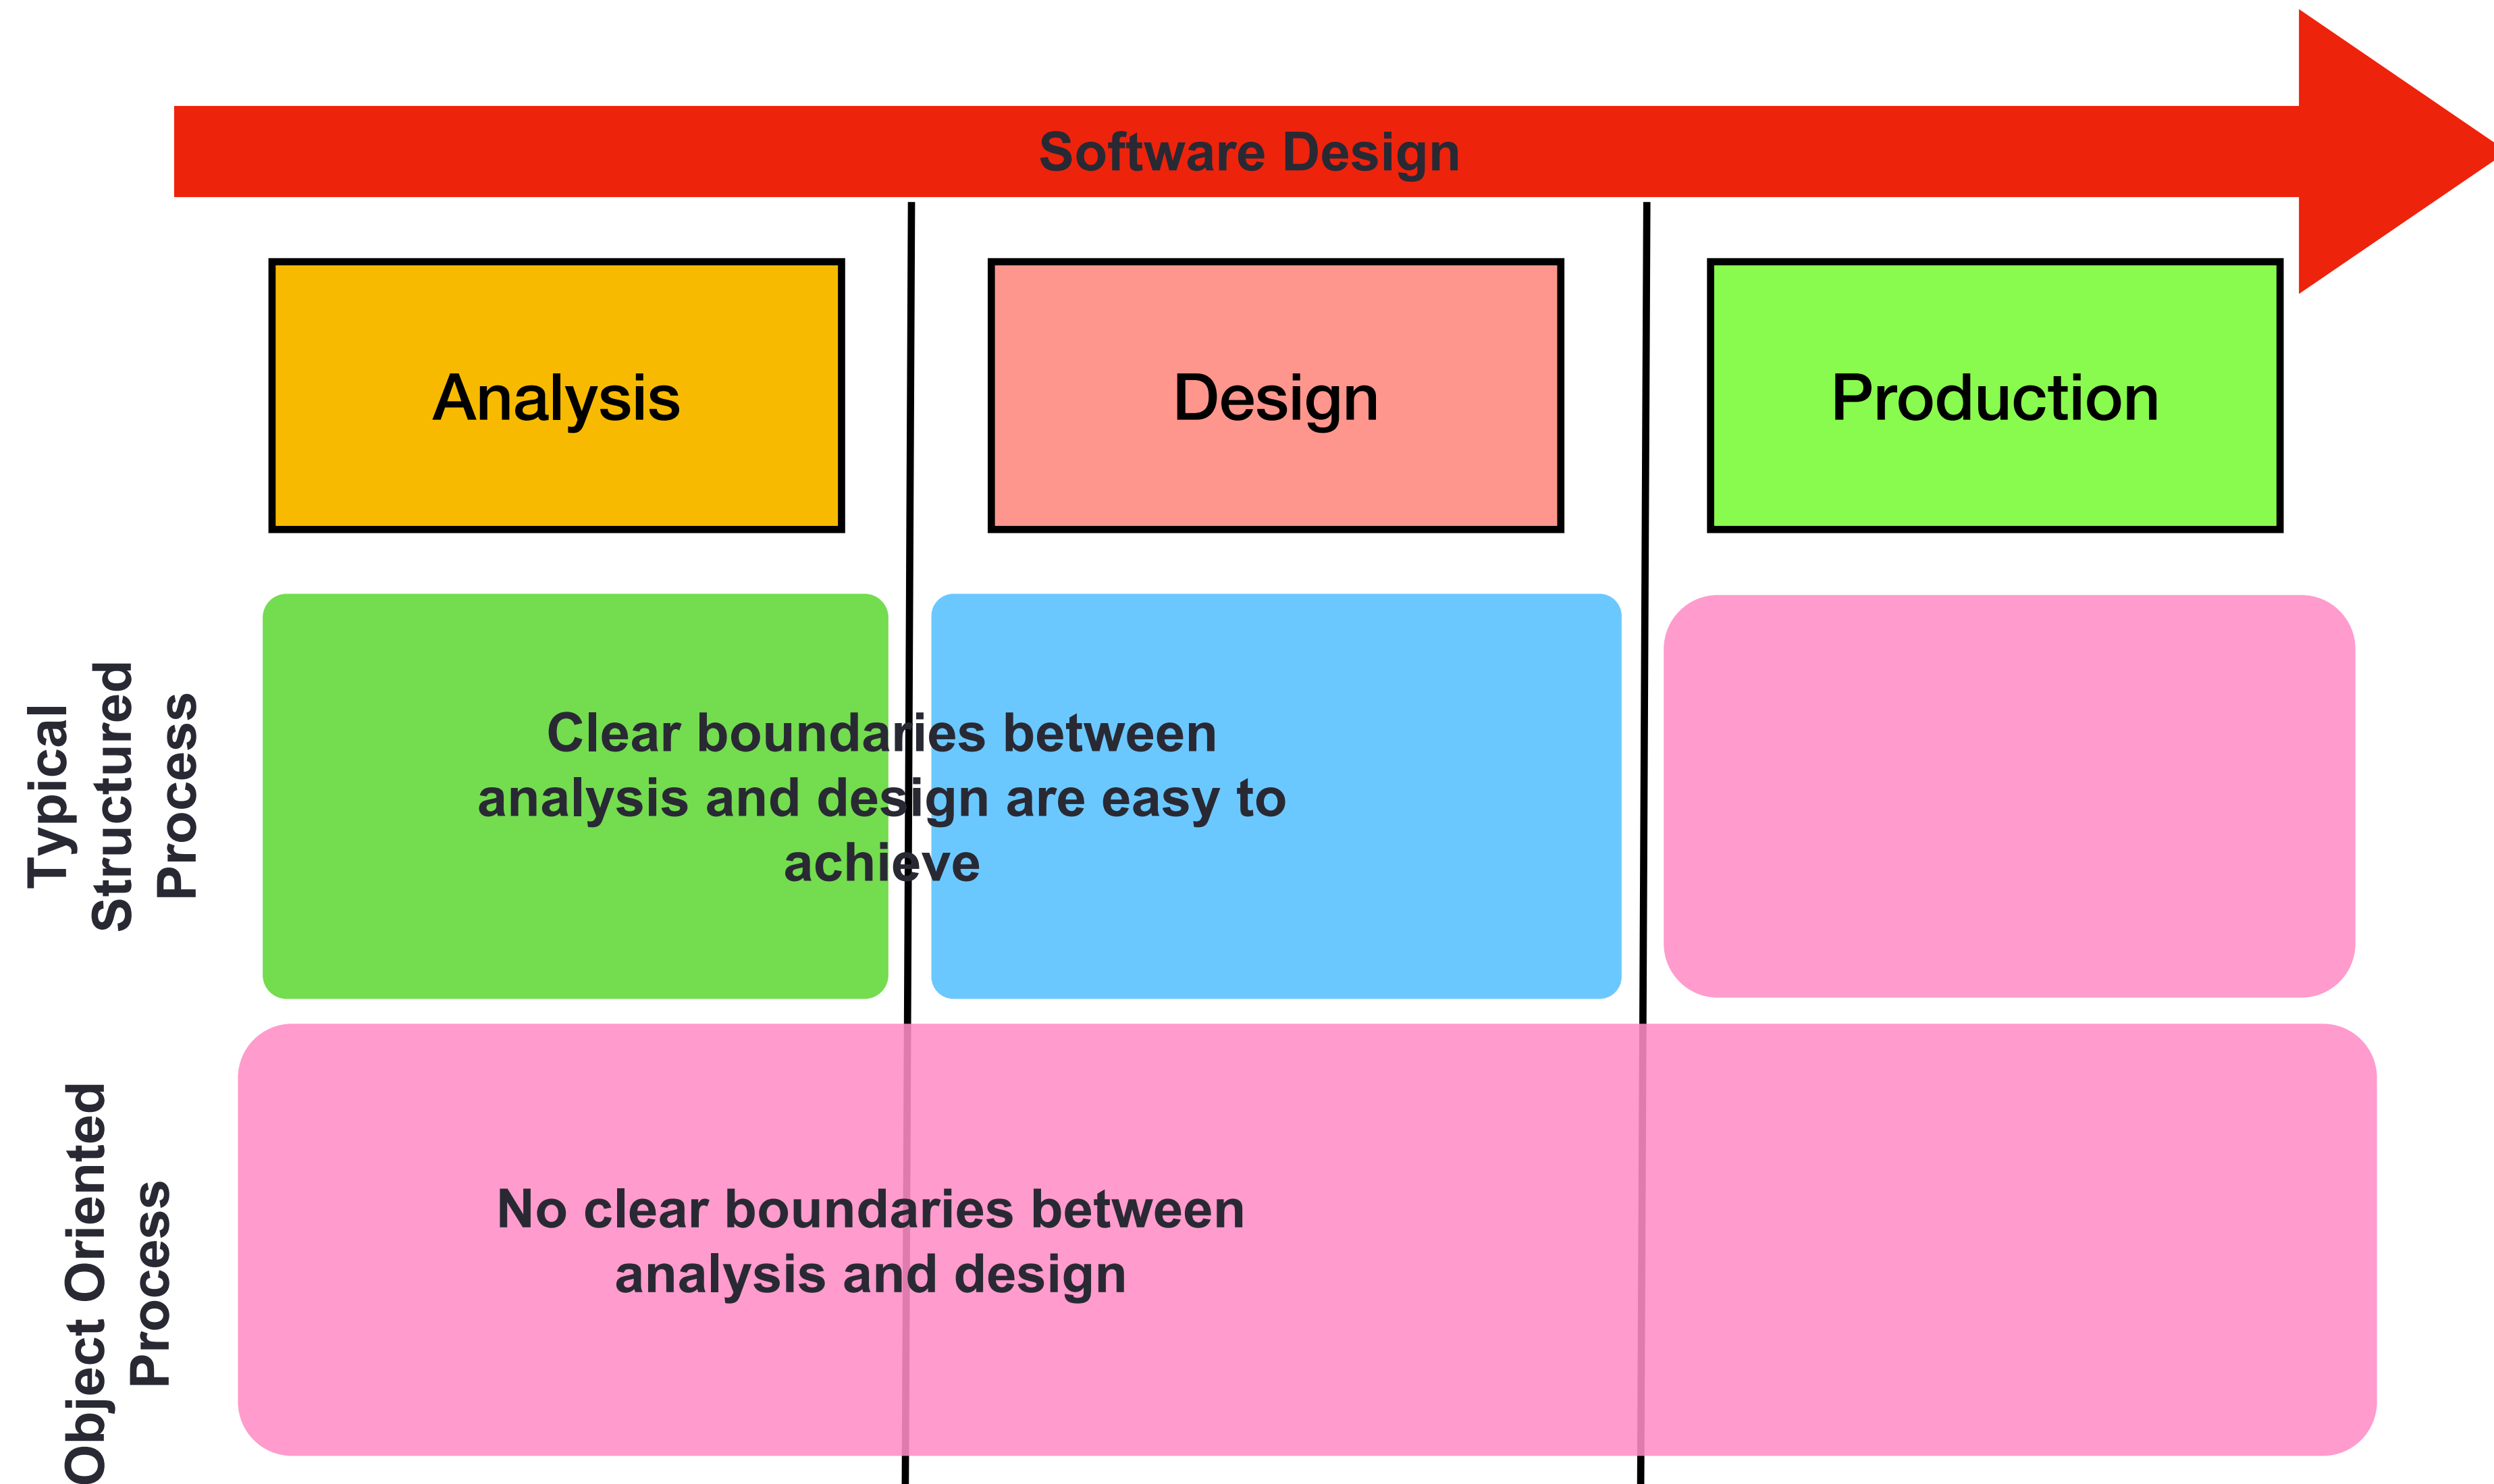 Software Design
Analysis
Design
Production
Typical
Structured
Process
Clear boundaries between
analysis and design are easy to
achieve
Object Oriented
Process
No clear boundaries between
analysis and design